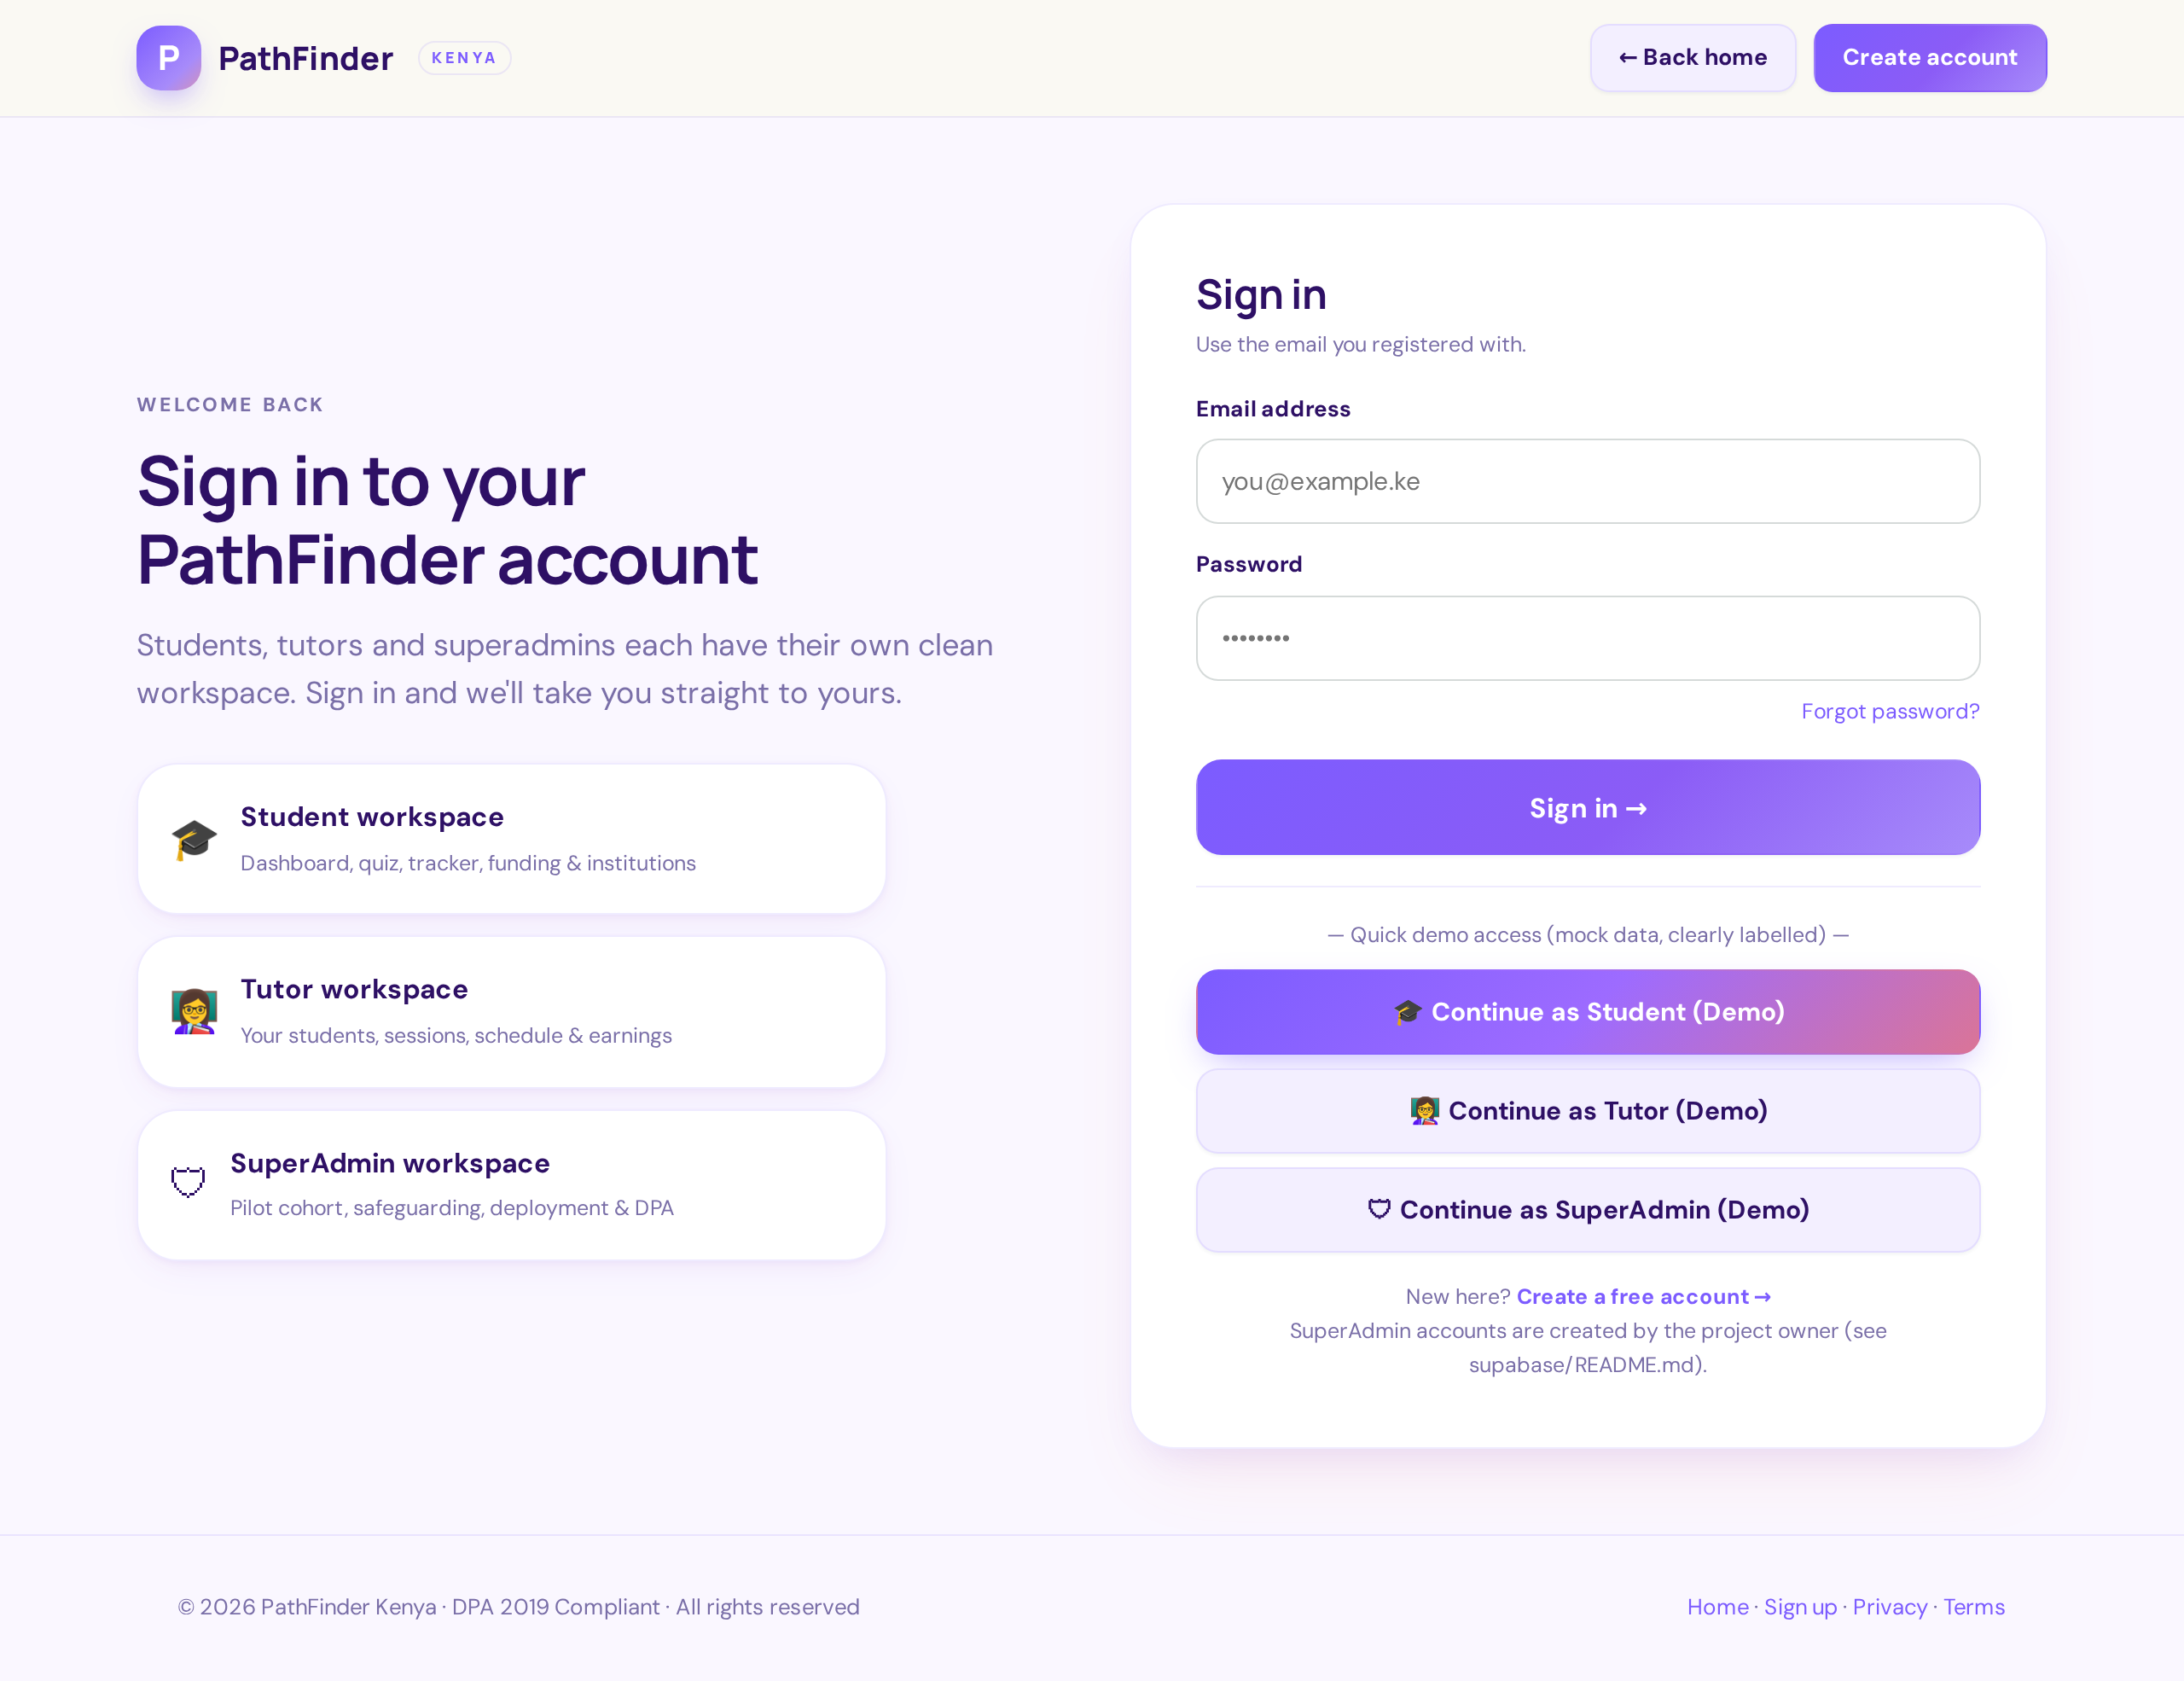 P PathFinder KENYA
← Back home
Create account
WELCOME BACK
Sign in to your
PathFinder account
Students, tutors and superadmins each have their own clean
workspace. Sign in and we'll take you straight to yours.
🎓 Student workspace
Dashboard, quiz, tracker, funding & institutions
👩‍🏫 Tutor workspace
Your students, sessions, schedule & earnings
🛡 SuperAdmin workspace
Pilot cohort, safeguarding, deployment & DPA
Sign in
Use the email you registered with.
Email address
you@example.ke
Password
••••••••
Forgot password?
Sign in →
— Quick demo access (mock data, clearly labelled) —
🎓 Continue as Student (Demo)
👩‍🏫 Continue as Tutor (Demo)
🛡 Continue as SuperAdmin (Demo)
New here? Create a free account →
SuperAdmin accounts are created by the project owner (see
supabase/README.md).
© 2026 PathFinder Kenya · DPA 2019 Compliant · All rights reserved
Home · Sign up · Privacy · Terms